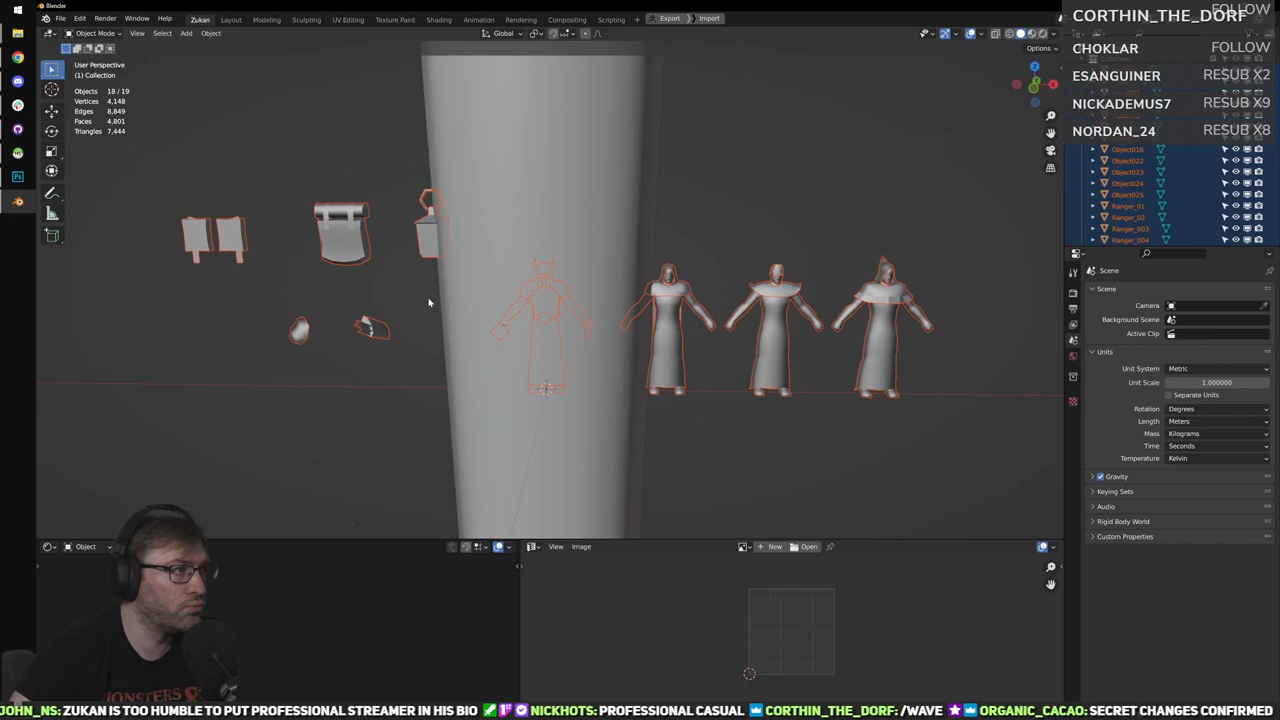 Blender
File Edit Render Window Help Zukan Layout Modeling Sculpting UV Editing Texture Paint Shading Animation Rendering Compositing Scripting Export Import
Object Mode View Select Add Object Global
Options
User Perspective
(1) Collection
Objects 18 / 19
Vertices 4,148
Edges 8,849
Faces 4,801
Triangles 7,444
CORTHIN_THE_DORF FOLLOW
CHOKLAR FOLLOW
ESANGUINER RESUB X2
NICKADEMUS7 RESUB X9
NORDAN_24 RESUB X8
Object016
Object022
Object023
Object024
Object025
Ranger_01
Ranger_02
Ranger_003
Ranger_004
Scene
Scene
Camera
Background Scene
Active Clip
Units
Unit System Metric
Unit Scale 1.000000
Separate Units
Rotation Degrees
Length Meters
Mass Kilograms
Time Seconds
Temperature Kelvin
Gravity
Keying Sets
Audio
Rigid Body World
Custom Properties
Object
View Image New Open
MONSTERS &
JOHN_NS: ZUKAN IS TOO HUMBLE TO PUT PROFESSIONAL STREAMER IN HIS BIO NICKHOTS: PROFESSIONAL CASUAL CORTHIN_THE_DORF: /WAVE ORGANIC_CACAO: SECRET CHANGES CONFIRMED